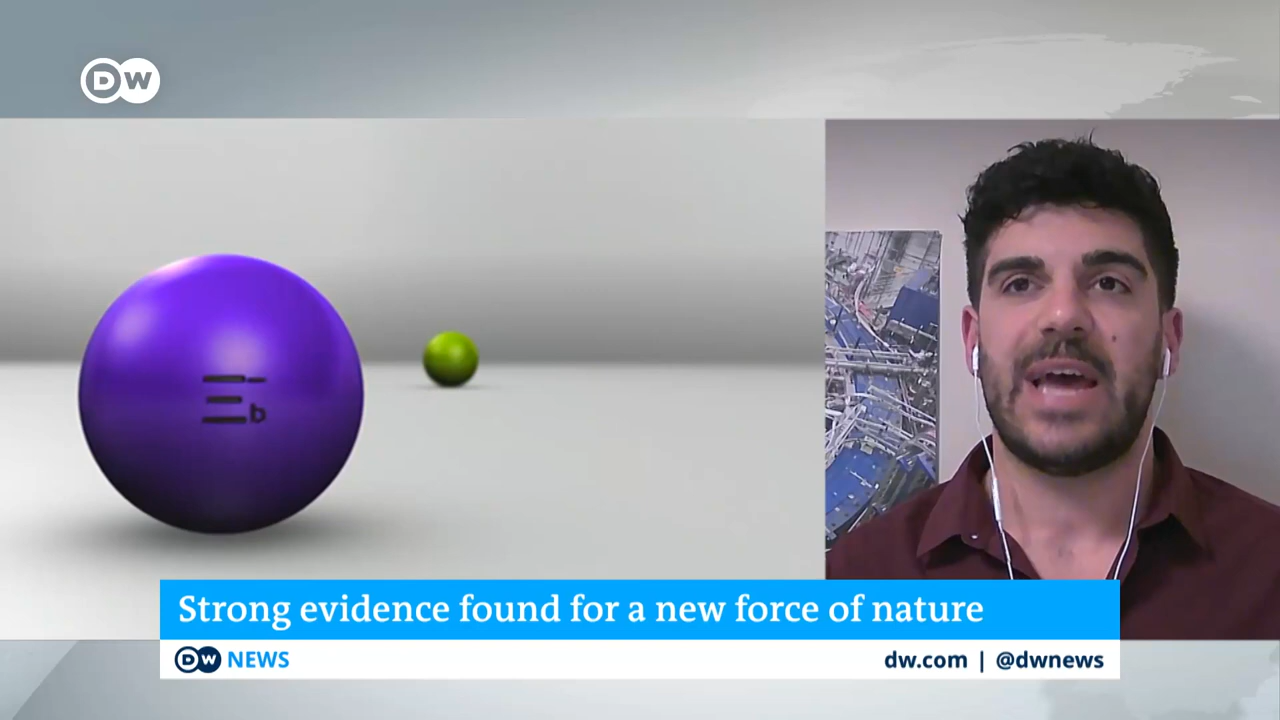 DW
Ξb-
Strong evidence found for a new force of nature
DW NEWS
dw.com | @dwnews